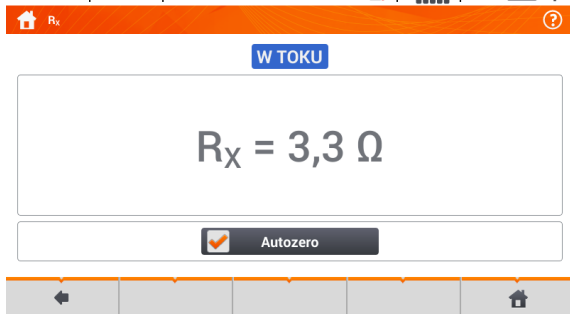 Rx
?
W TOKU
RX = 3,3 Ω
Autozero